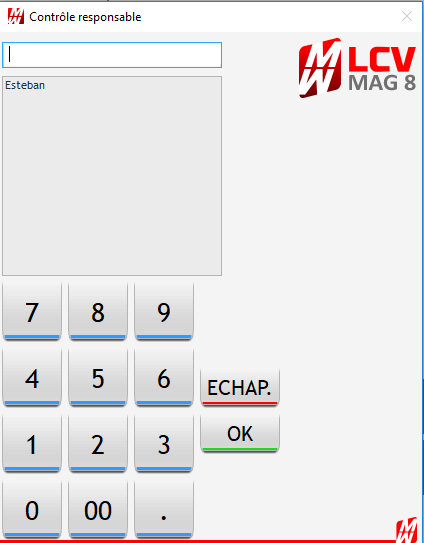 Contrôle responsable
LCV
MAG 8
Esteban
7 8 9
4 5 6
ECHAP.
1 2 3
OK
0 00 .